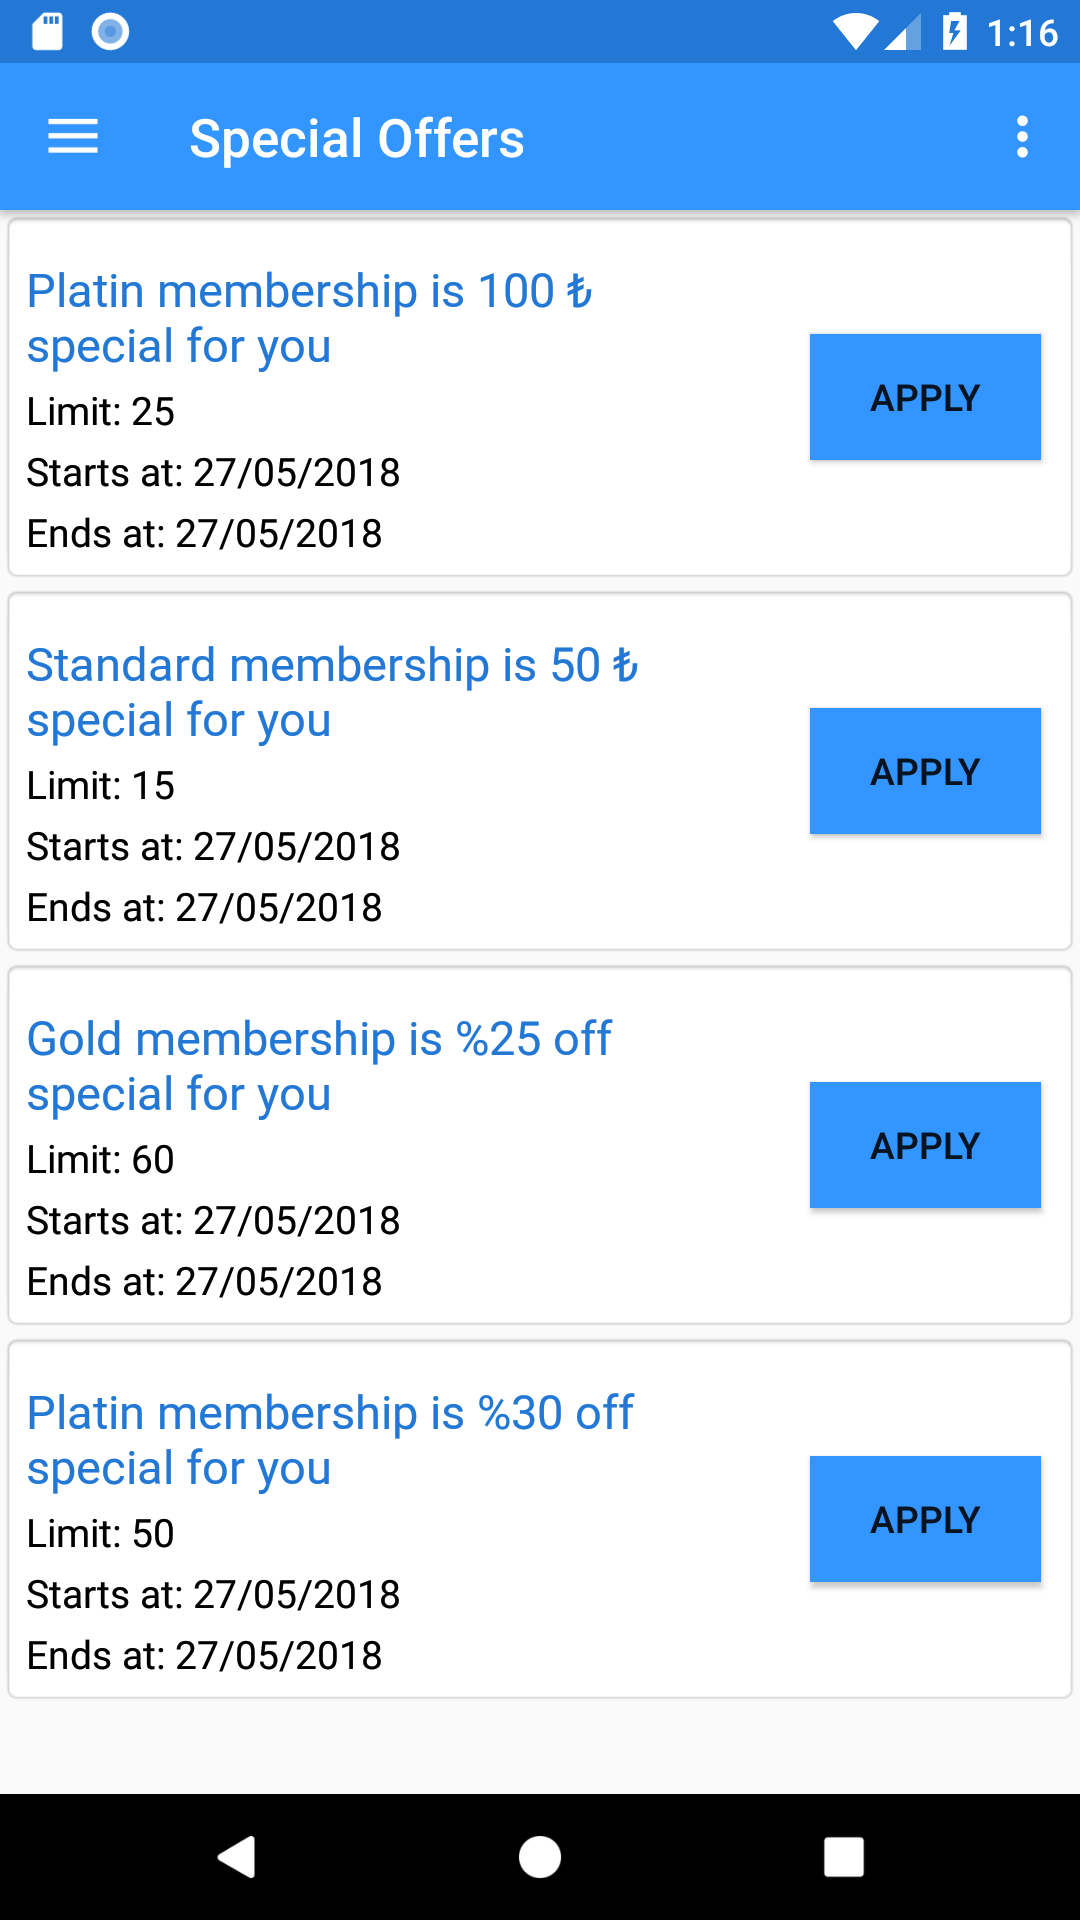 1:16
Special Offers
Platin membership is 100 ₺
special for you
Limit: 25
Starts at: 27/05/2018
Ends at: 27/05/2018
APPLY
Standard membership is 50 ₺
special for you
Limit: 15
Starts at: 27/05/2018
Ends at: 27/05/2018
APPLY
Gold membership is %25 off
special for you
Limit: 60
Starts at: 27/05/2018
Ends at: 27/05/2018
APPLY
Platin membership is %30 off
special for you
Limit: 50
Starts at: 27/05/2018
Ends at: 27/05/2018
APPLY